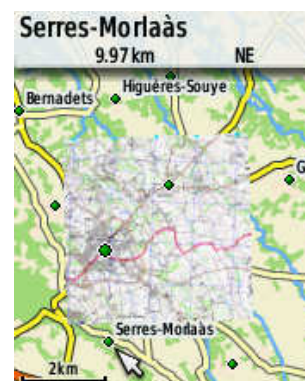 Serres-Morlaàs
9.97 km NE
Higuères-Souye
Bernadets
G
Serres-Morlaàs
2km